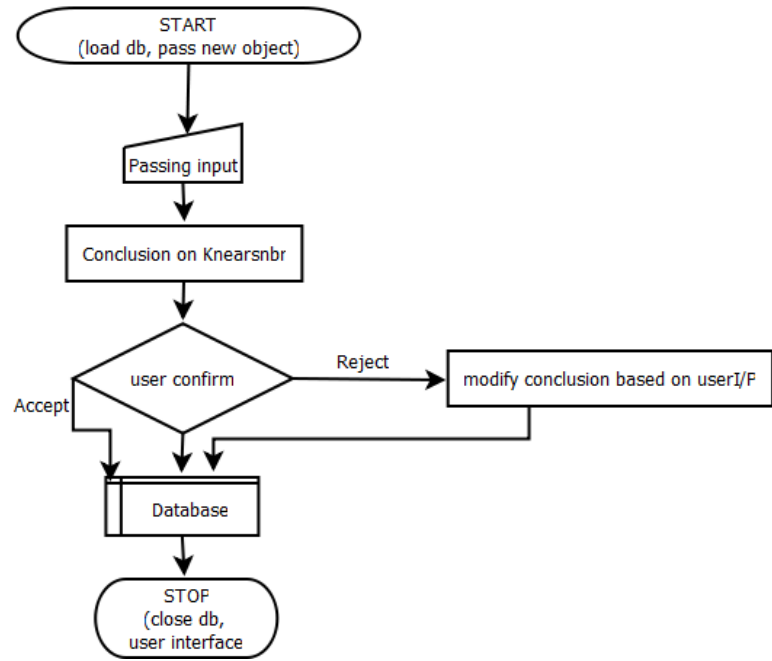 START
(load db, pass new object)
Passing input
Conclusion on Knearsnbr
user confirm
Reject
modify conclusion based on userI/P
Accept
Database
STOP
(close db,
user interface